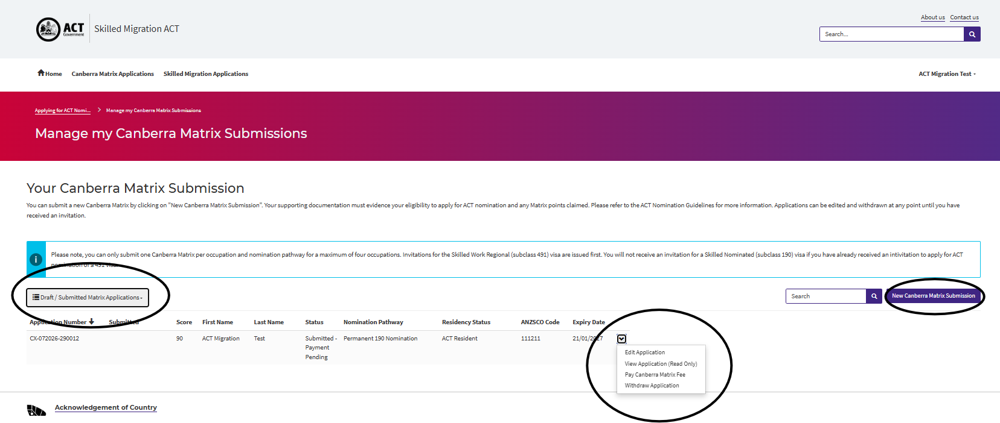 About us Contact us
ACT
Government
Skilled Migration ACT
Search...
Home Canberra Matrix Applications Skilled Migration Applications ACT Migration Test
Applying for ACT Nomi... > Manage my Canberra Matrix Submissions
Manage my Canberra Matrix Submissions
Your Canberra Matrix Submission
You can submit a new Canberra Matrix by clicking on "New Canberra Matrix Submission". Your supporting documentation must evidence your eligibility to apply for ACT nomination and any Matrix points claimed. Please refer to the ACT Nomination Guidelines for more information. Applications can be edited and withdrawn at any point until you have
received an invitation.
Please note, you can only submit one Canberra Matrix per occupation and nomination pathway for a maximum of four occupations. Invitations for the Skilled Work Regional (subclass 491) visa are issued first. You will not receive an invitation for a Skilled Nominated (subclass 190) visa if you have already received an intivitation to apply for ACT
nomination of a 491 visa.
Draft / Submitted Matrix Applications Search New Canberra Matrix Submission
Application Number Submitted Score First Name Last Name Status Nomination Pathway Residency Status ANZSCO Code Expiry Date
CX-072026-290012 90 ACT Migration Test Submitted - Permanent 190 Nomination ACT Resident 111211 21/01/2027
Payment
Pending
Edit Application
View Application (Read Only)
Pay Canberra Matrix Fee
Withdraw Application
Acknowledgement of Country